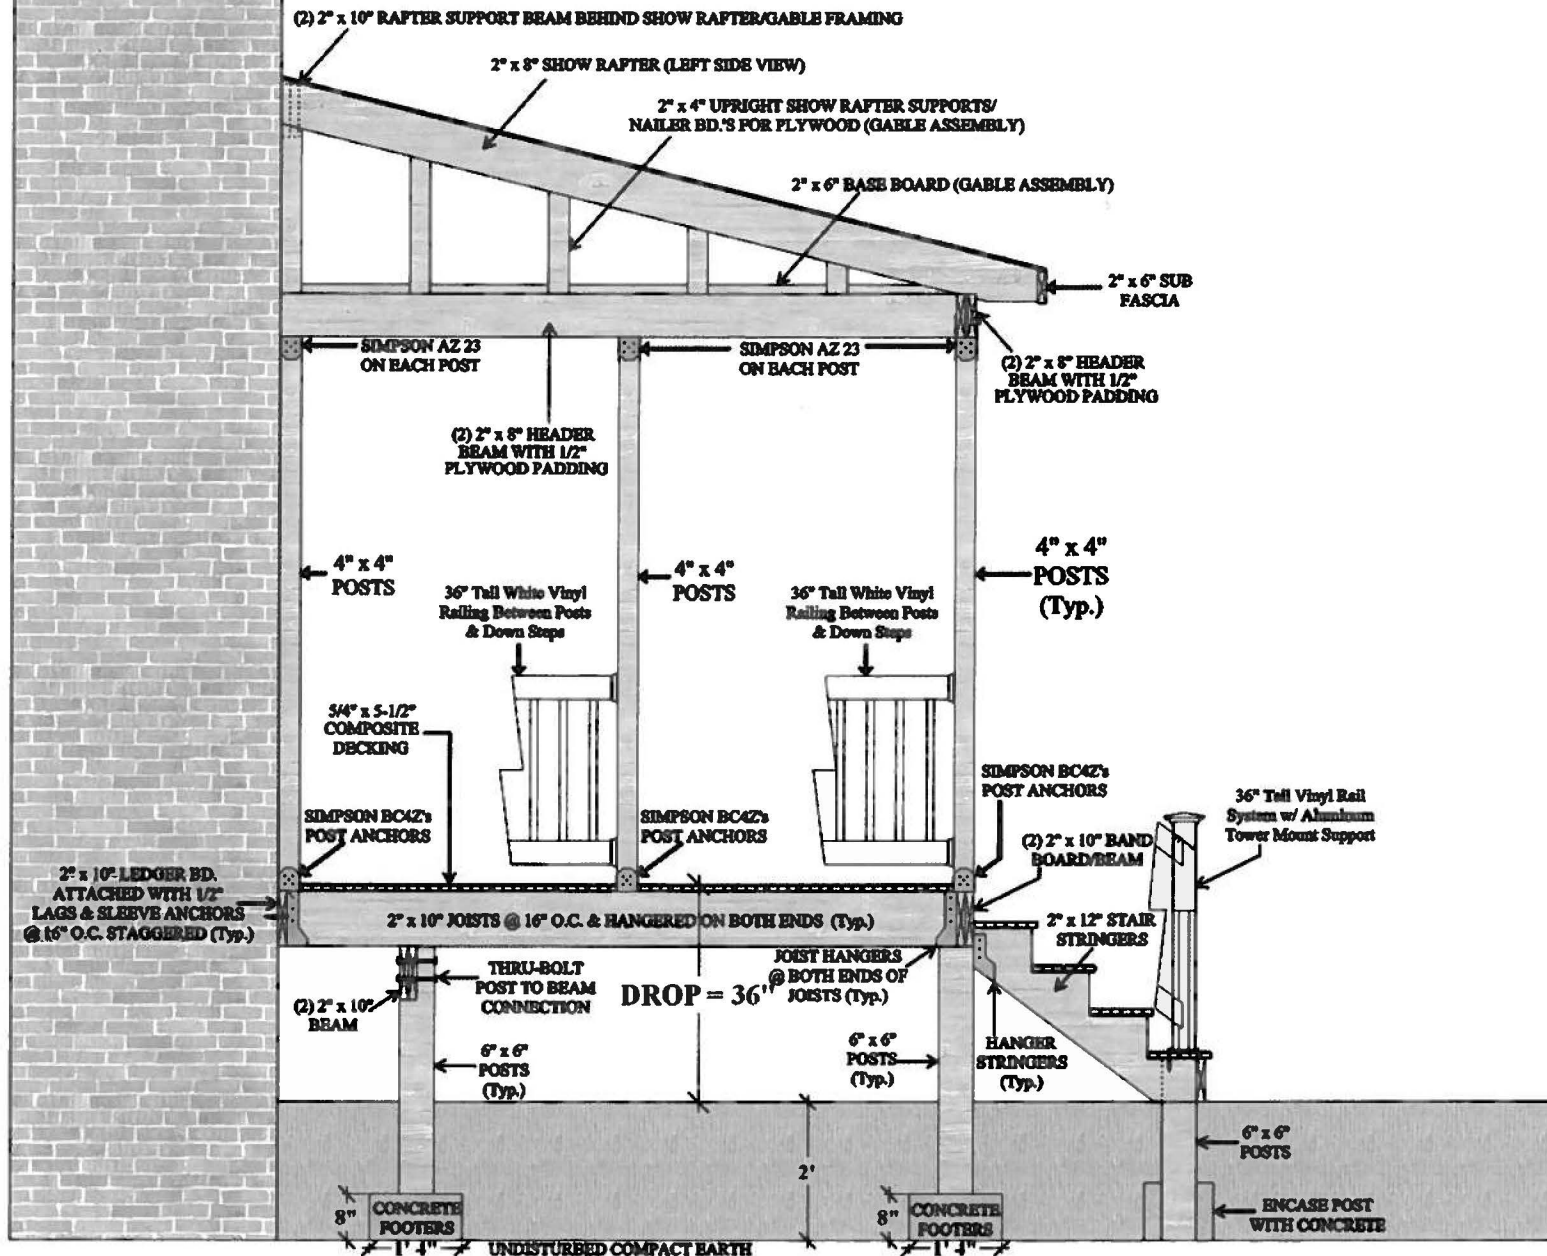 (2) 2" x 10" RAFTER SUPPORT BEAM BEHIND SHOW RAFTER/GABLE FRAMING
2" x 8" SHOW RAFTER (LEFT SIDE VIEW)
2" x 4" UPRIGHT SHOW RAFTER SUPPORTS/
NAILER BD.'S FOR PLYWOOD (GABLE ASSEMBLY)
2" x 6" BASE BOARD (GABLE ASSEMBLY)
2" x 6" SUB
FASCIA
SIMPSON AZ 23
ON EACH POST
SIMPSON AZ 23
ON EACH POST
(2) 2" x 8" HEADER
BEAM WITH 1/2"
PLYWOOD PADDING
(2) 2" x 8" HEADER
BEAM WITH 1/2"
PLYWOOD PADDING
4" x 4"
POSTS
4" x 4"
POSTS
4" x 4"
POSTS
(Typ.)
36" Tall White Vinyl
Railing Between Posts
& Down Steps
36" Tall White Vinyl
Railing Between Posts
& Down Steps
5/4" x 5-1/2"
COMPOSITE
DECKING
SIMPSON BC4Z's
POST ANCHORS
SIMPSON BC4Z's
POST ANCHORS
SIMPSON BC4Z's
POST ANCHORS
36" Tall Vinyl Rail
System w/ Aluminum
Tower Mount Support
(2) 2" x 10" BAND
BOARD/BEAM
2" x 10" LEDGER BD.
ATTACHED WITH 1/2"
LAGS & SLEEVE ANCHORS
@ 16" O.C. STAGGERED (Typ.)
2" x 10" JOISTS @ 16" O.C. & HANGERED ON BOTH ENDS (Typ.)
2" x 12" STAIR
STRINGERS
JOIST HANGERS
@ BOTH ENDS OF
JOISTS (Typ.)
THRU-BOLT
POST TO BEAM
CONNECTION
(2) 2" x 10"
BEAM
DROP = 36"
6" x 6"
POSTS
(Typ.)
6" x 6"
POSTS
(Typ.)
HANGER
STRINGERS
(Typ.)
6" x 6"
POSTS
2'
8"
CONCRETE
FOOTERS
1' 4"
8"
CONCRETE
FOOTERS
1' 4"
ENCASE POST
WITH CONCRETE
UNDISTURBED COMPACT EARTH